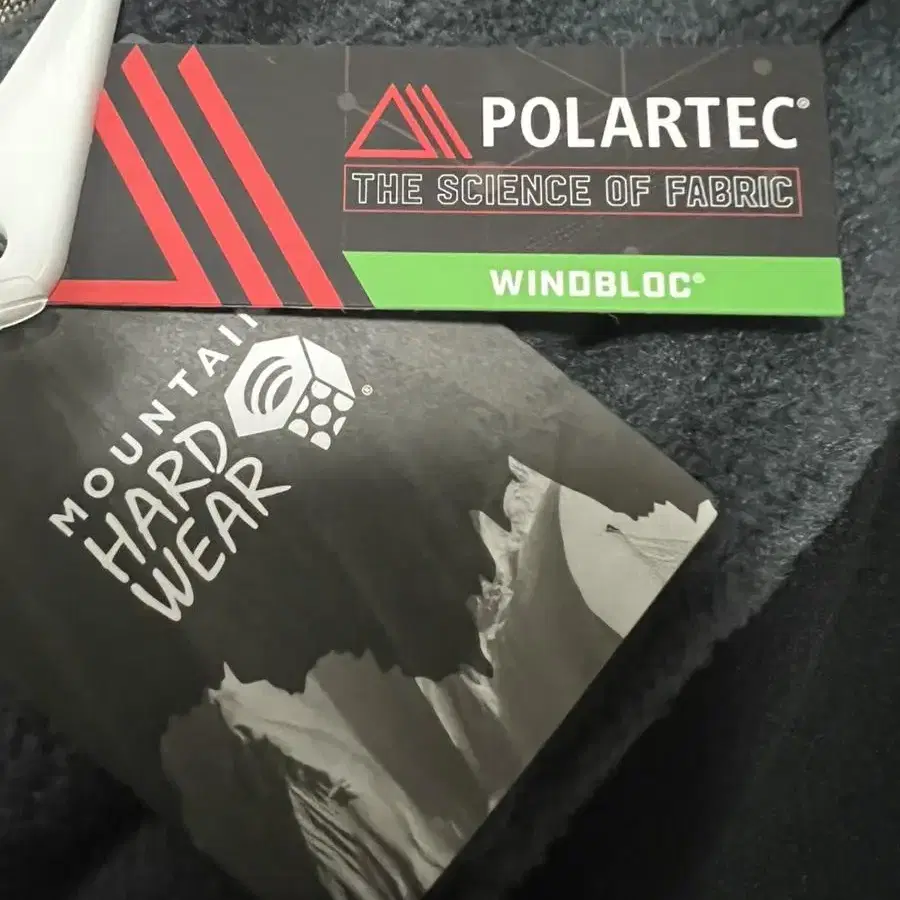 POLARTEC®
THE SCIENCE OF FABRIC
WINDBLOC®
MOUNTAIN
HARD
WEAR
®